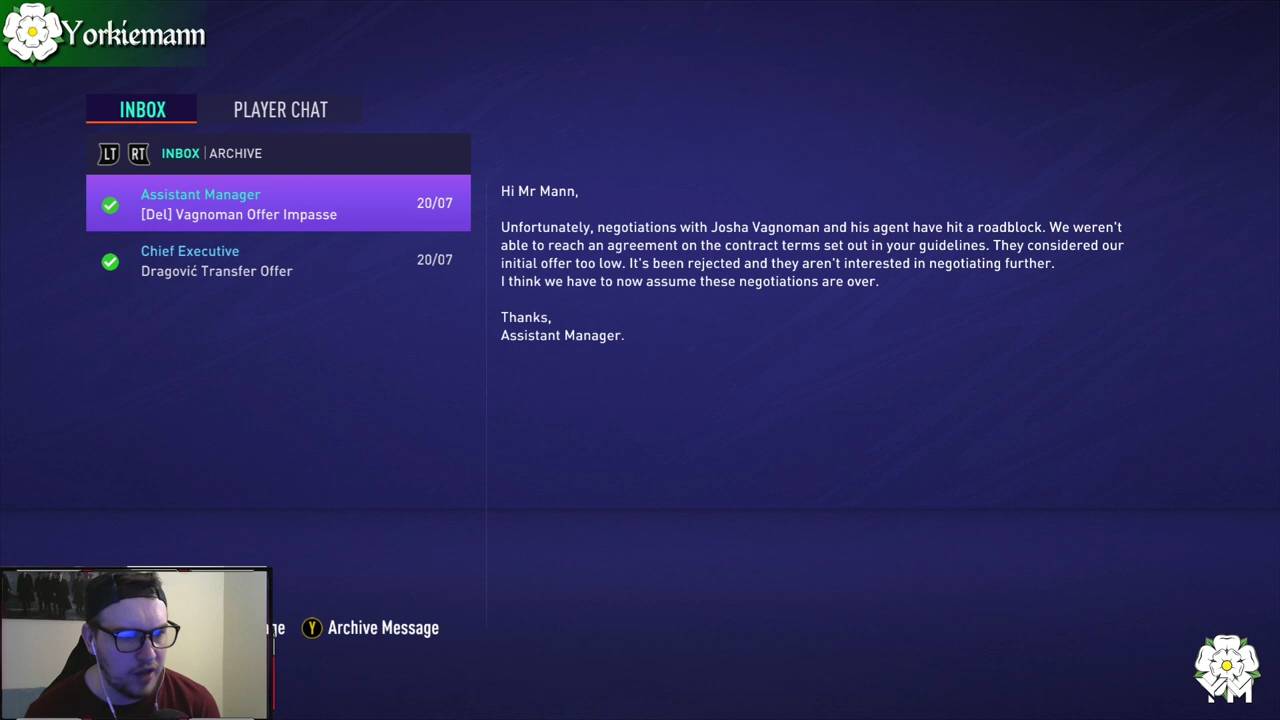 Yorkiemann
INBOX
PLAYER CHAT
LT RT INBOX | ARCHIVE
Assistant Manager
[Del] Vagnoman Offer Impasse
20/07
Chief Executive
Dragović Transfer Offer
20/07
Hi Mr Mann,
Unfortunately, negotiations with Josha Vagnoman and his agent have hit a roadblock. We weren't
able to reach an agreement on the contract terms set out in your guidelines. They considered our
initial offer too low. It's been rejected and they aren't interested in negotiating further.
I think we have to now assume these negotiations are over.
Thanks,
Assistant Manager.
Y Archive Message
YM